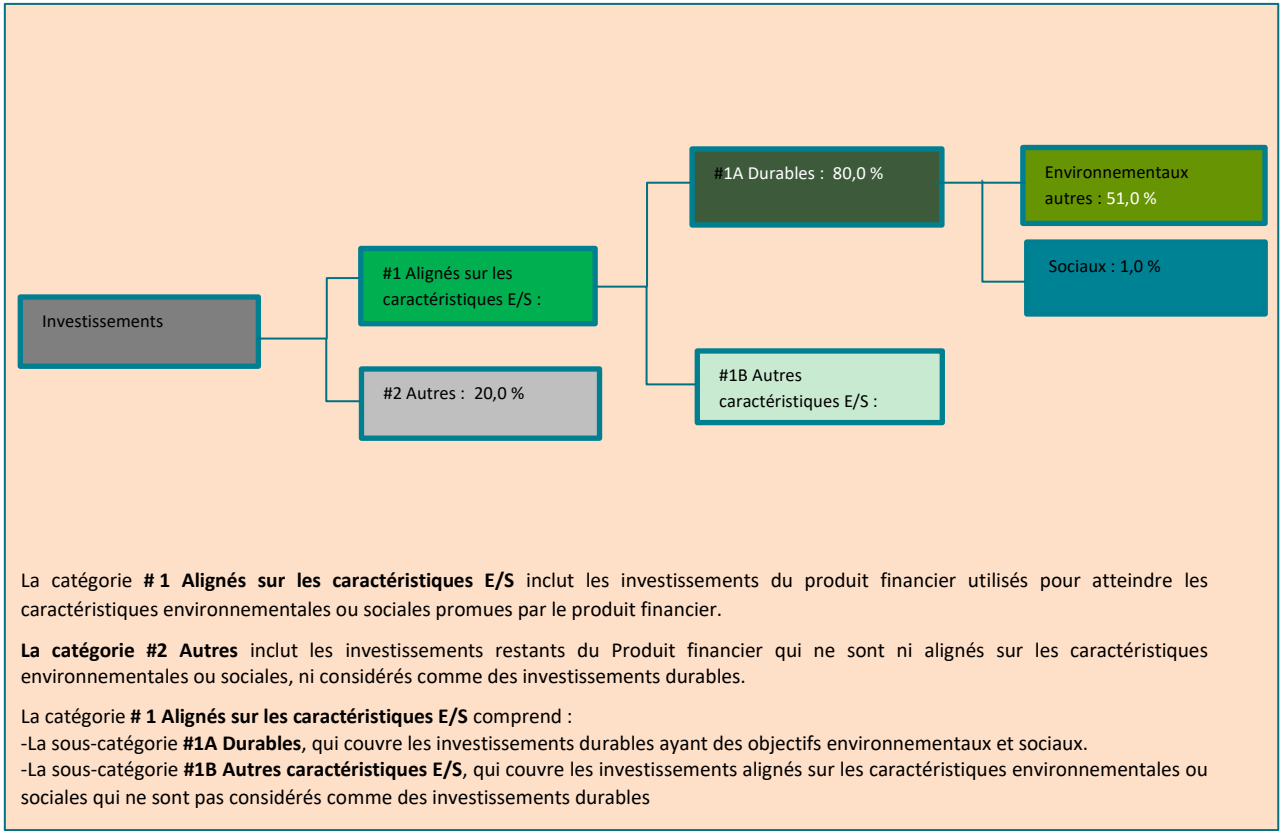 #1A Durables : 80,0 %
Environnementaux
autres : 51,0 %
#1 Alignés sur les
caractéristiques E/S :
Sociaux : 1,0 %
Investissements
#2 Autres : 20,0 %
#1B Autres
caractéristiques E/S :
La catégorie # 1 Alignés sur les caractéristiques E/S inclut les investissements du produit financier utilisés pour atteindre les
caractéristiques environnementales ou sociales promues par le produit financier.
La catégorie #2 Autres inclut les investissements restants du Produit financier qui ne sont ni alignés sur les caractéristiques
environnementales ou sociales, ni considérés comme des investissements durables.
La catégorie # 1 Alignés sur les caractéristiques E/S comprend :
-La sous-catégorie #1A Durables, qui couvre les investissements durables ayant des objectifs environnementaux et sociaux.
-La sous-catégorie #1B Autres caractéristiques E/S, qui couvre les investissements alignés sur les caractéristiques environnementales ou
sociales qui ne sont pas considérés comme des investissements durables